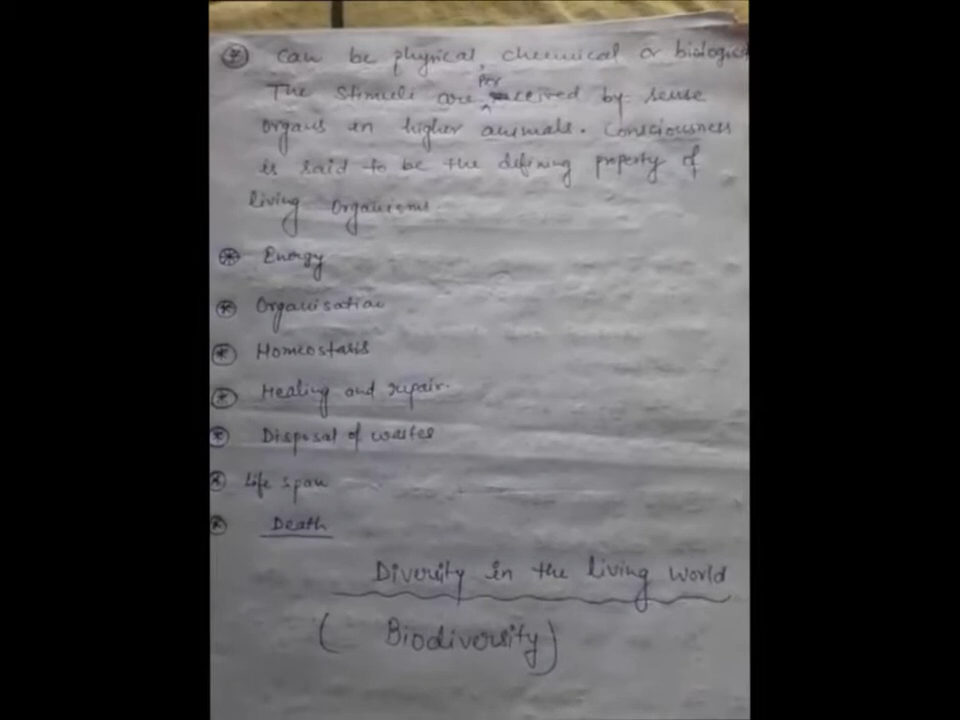 7 Can be physical, chemical or biological
The stimuli are perceived by sense
organs in higher animals. Consciousness
is said to be the defining property of
living organisms
Energy
Organisation
Homeostasis
Healing and repair.
Disposal of wastes
Life span
Death
Diversity in the living world
(Biodiversity)